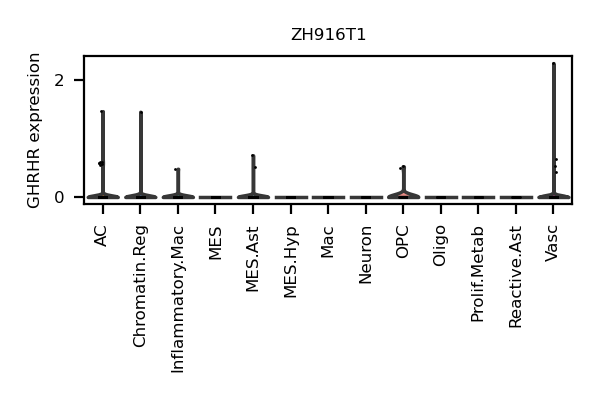 ZH916T1
GHRHR expression
2
0
AC
Chromatin.Reg
Inflammatory.Mac
MES
MES.Ast
MES.Hyp
Mac
Neuron
OPC
Oligo
Prolif.Metab
Reactive.Ast
Vasc